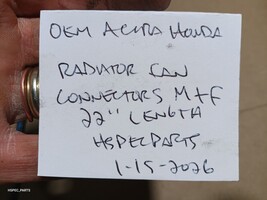 OEM ACURA HONDA
RADIATOR FAN
CONNECTORS M+F
22" LENGTH
HSPECPARTS
1-15-2026
HSPEC_PARTS